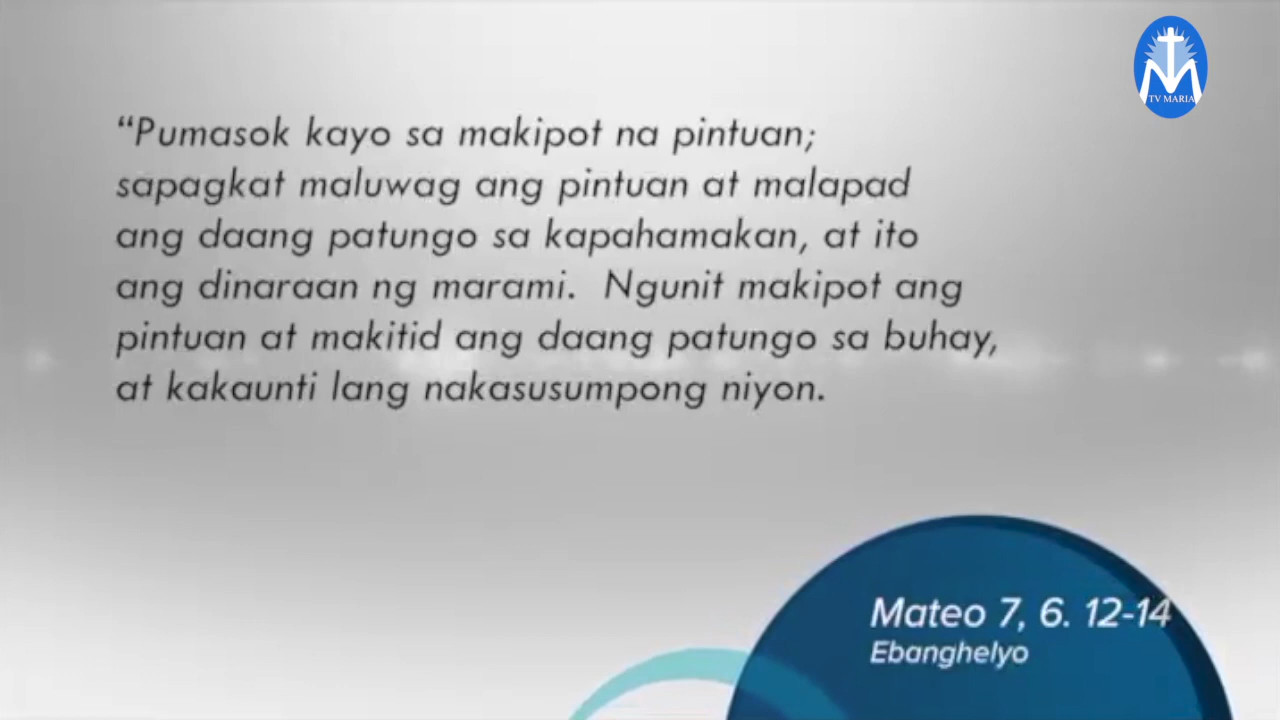 TV MARIA
“Pumasok kayo sa makipot na pintuan;
sapagkat maluwag ang pintuan at malapad
ang daang patungo sa kapahamakan, at ito
ang dinaraan ng marami. Ngunit makipot ang
pintuan at makitid ang daang patungo sa buhay,
at kakaunti lang nakasusumpong niyon.
Mateo 7, 6. 12-14
Ebanghelyo